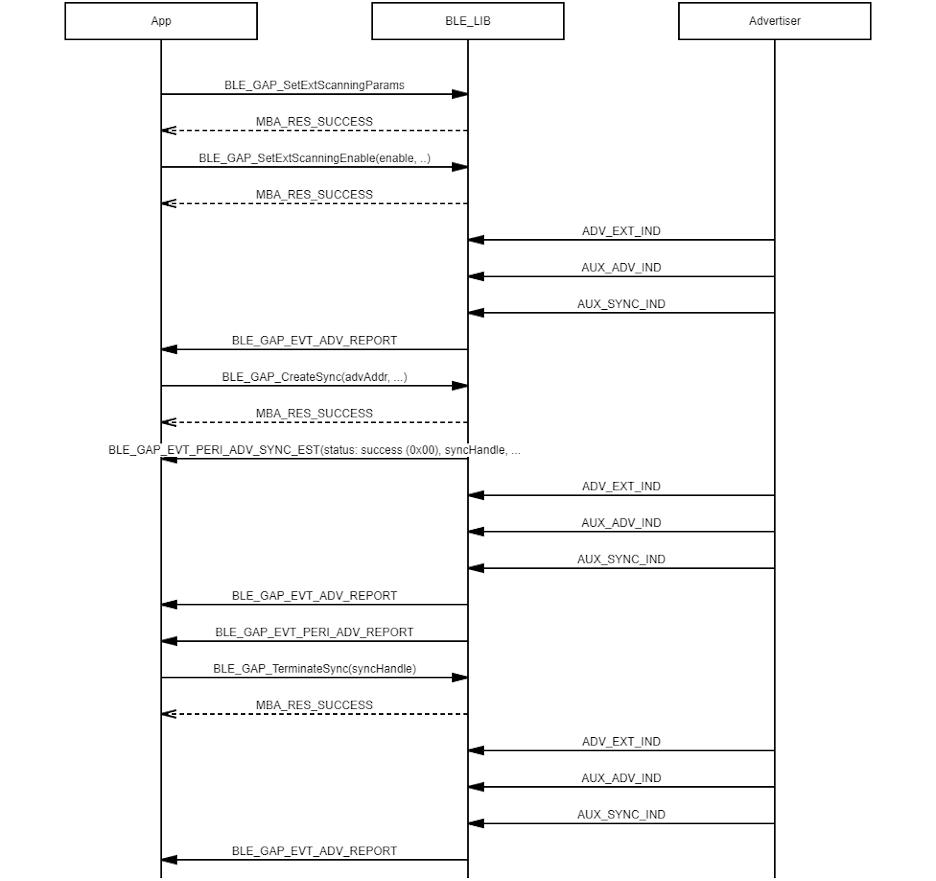 App
BLE_LIB
Advertiser
BLE_GAP_SetExtScanningParams
MBA_RES_SUCCESS
BLE_GAP_SetExtScanningEnable(enable, ..)
MBA_RES_SUCCESS
ADV_EXT_IND
AUX_ADV_IND
AUX_SYNC_IND
BLE_GAP_EVT_ADV_REPORT
BLE_GAP_CreateSync(advAddr, ...)
MBA_RES_SUCCESS
BLE_GAP_EVT_PERI_ADV_SYNC_EST(status: success (0x00), syncHandle, ...
ADV_EXT_IND
AUX_ADV_IND
AUX_SYNC_IND
BLE_GAP_EVT_ADV_REPORT
BLE_GAP_EVT_PERI_ADV_REPORT
BLE_GAP_TerminateSync(syncHandle)
MBA_RES_SUCCESS
ADV_EXT_IND
AUX_ADV_IND
AUX_SYNC_IND
BLE_GAP_EVT_ADV_REPORT